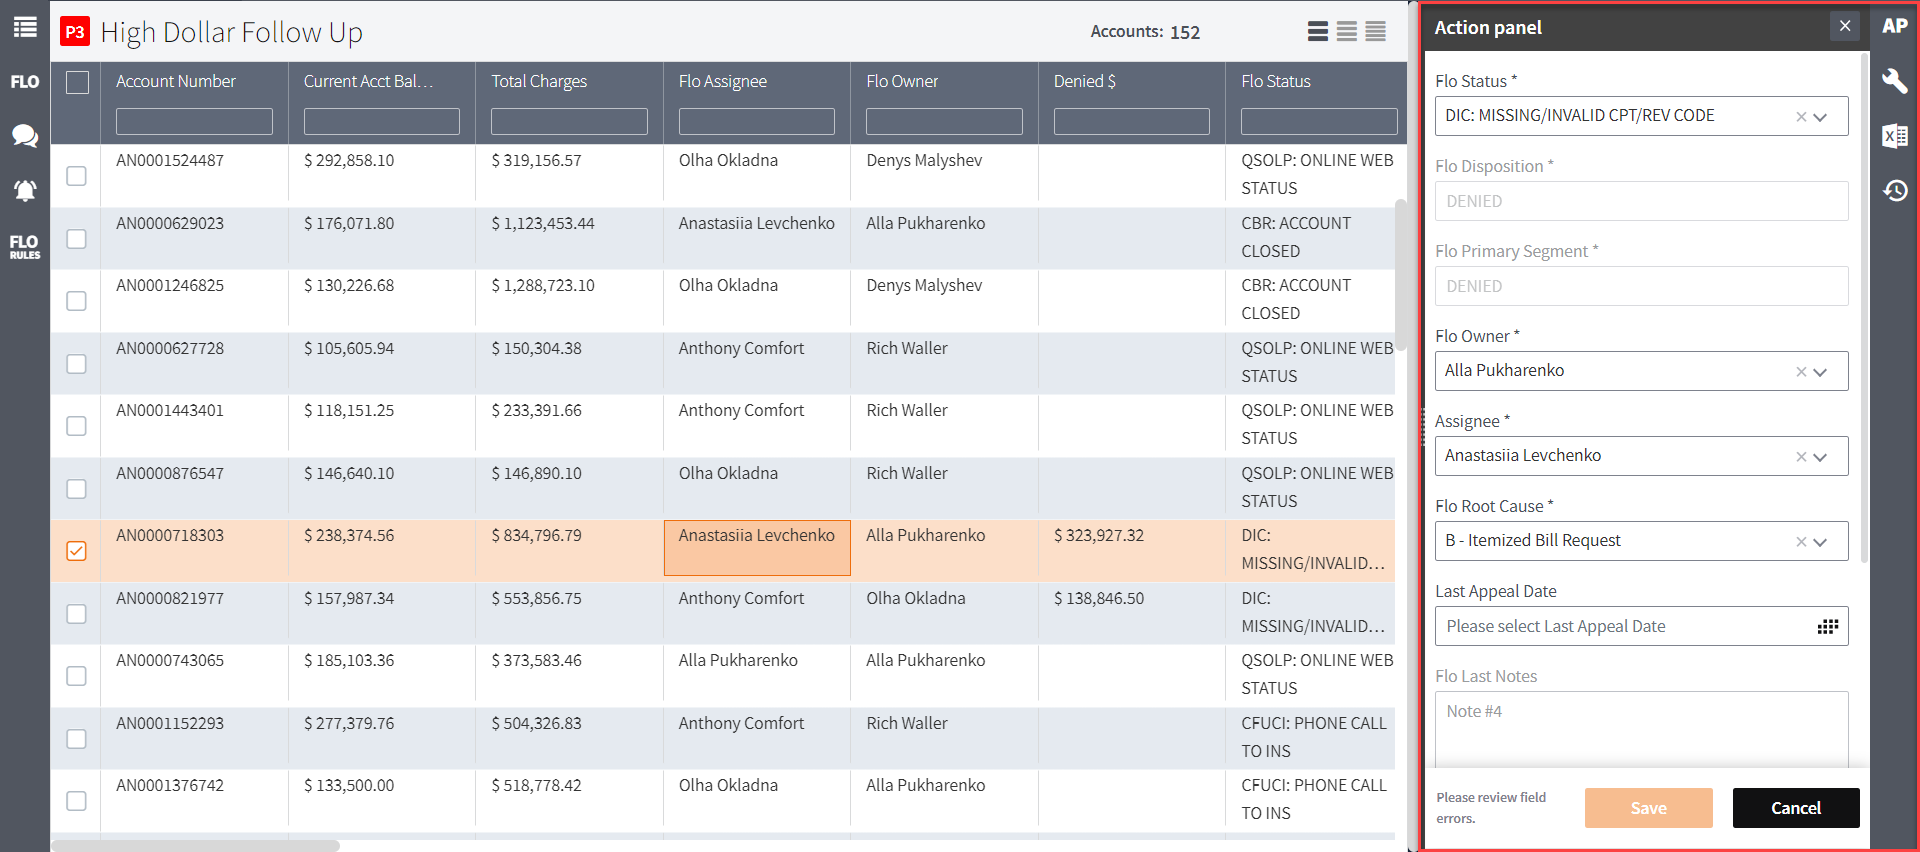 P3 High Dollar Follow Up
Accounts: 152
FLO
FLO
RULES
Account Number Current Acct Bal… Total Charges Flo Assignee Flo Owner Denied $ Flo Status
AN0001524487 $ 292,858.10 $ 319,156.57 Olha Okladna Denys Malyshev QSOLP: ONLINE WEB
STATUS
AN0000629023 $ 176,071.80 $ 1,123,453.44 Anastasiia Levchenko Alla Pukharenko CBR: ACCOUNT
CLOSED
AN0001246825 $ 130,226.68 $ 1,288,723.10 Olha Okladna Denys Malyshev CBR: ACCOUNT
CLOSED
AN0000627728 $ 105,605.94 $ 150,304.38 Anthony Comfort Rich Waller QSOLP: ONLINE WEB
STATUS
AN0001443401 $ 118,151.25 $ 233,391.66 Anthony Comfort Rich Waller QSOLP: ONLINE WEB
STATUS
AN0000876547 $ 146,640.10 $ 146,890.10 Olha Okladna Rich Waller QSOLP: ONLINE WEB
STATUS
AN0000718303 $ 238,374.56 $ 834,796.79 Anastasiia Levchenko Alla Pukharenko $ 323,927.32 DIC:
MISSING/INVALID…
AN0000821977 $ 157,987.34 $ 553,856.75 Anthony Comfort Olha Okladna $ 138,846.50 DIC:
MISSING/INVALID…
AN0000743065 $ 185,103.36 $ 373,583.46 Alla Pukharenko Alla Pukharenko QSOLP: ONLINE WEB
STATUS
AN0001152293 $ 277,379.76 $ 504,326.83 Anthony Comfort Rich Waller CFUCI: PHONE CALL
TO INS
AN0001376742 $ 133,500.00 $ 518,778.42 Olha Okladna Alla Pukharenko CFUCI: PHONE CALL
TO INS
Action panel
AP
Flo Status *
DIC: MISSING/INVALID CPT/REV CODE
Flo Disposition *
DENIED
Flo Primary Segment *
DENIED
Flo Owner *
Alla Pukharenko
Assignee *
Anastasiia Levchenko
Flo Root Cause *
B - Itemized Bill Request
Last Appeal Date
Please select Last Appeal Date
Flo Last Notes
Note #4
Please review field
errors.
Save
Cancel